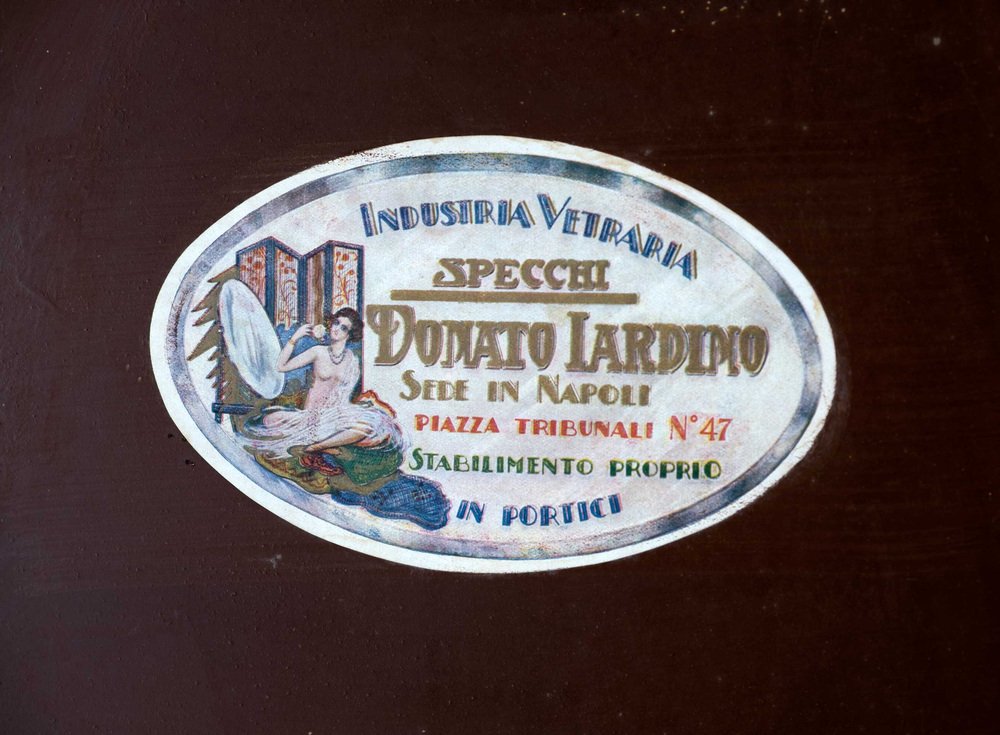 INDUSTRIA VETRARIA
SPECCHI
DONATO IARDINO
SEDE IN NAPOLI
PIAZZA TRIBUNALI N° 47
STABILIMENTO PROPRIO
IN PORTICI